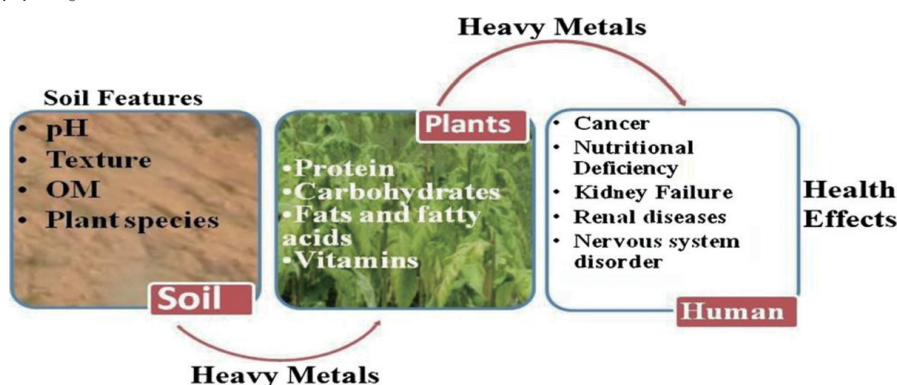 Heavy Metals
Soil Features
• pH
• Texture
• OM
• Plant species
Soil
Plants
•Protein
•Carbohydrates
•Fats and fatty
acids
•Vitamins
• Cancer
• Nutritional
Deficiency
• Kidney Failure
• Renal diseases
• Nervous system
disorder
Human
Health
Effects
Heavy Metals